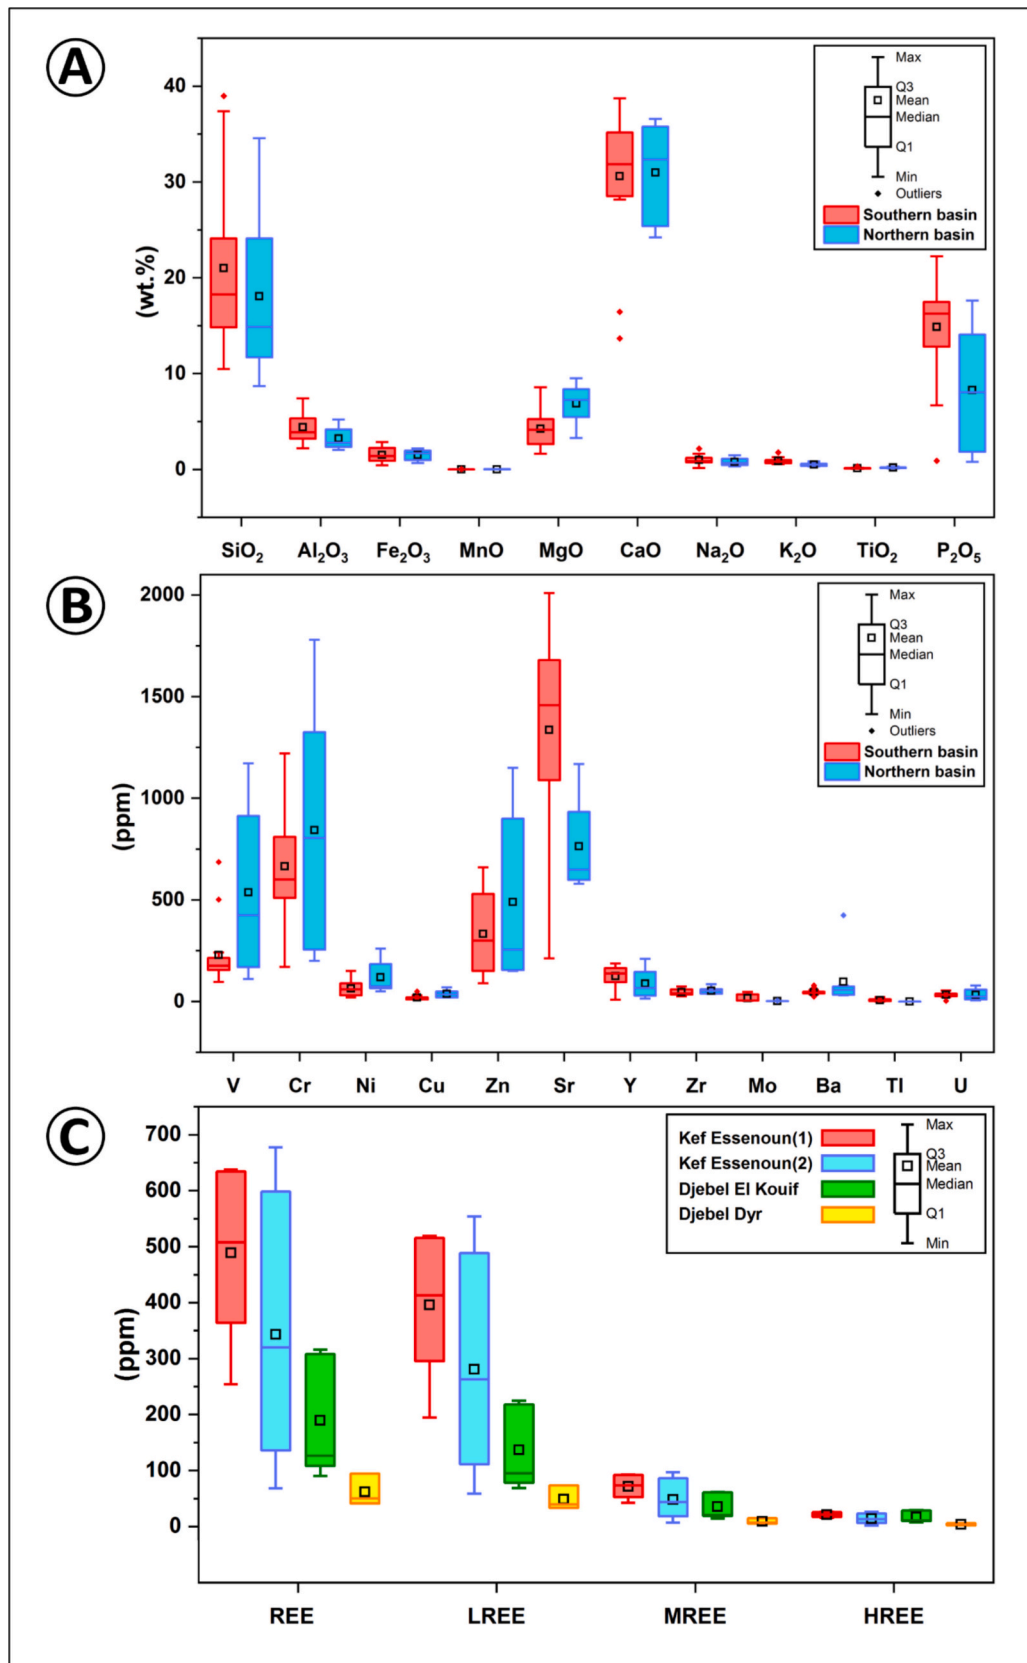 A
(wt.%)
40
30
20
10
0
Max
Q3
Mean
Median
Q1
Min
Outliers
Southern basin
Northern basin
SiO₂ Al₂O₃ Fe₂O₃ MnO MgO CaO Na₂O K₂O TiO₂ P₂O₅
B
(ppm)
2000
1500
1000
500
0
Max
Q3
Mean
Median
Q1
Min
Outliers
Southern basin
Northern basin
V Cr Ni Cu Zn Sr Y Zr Mo Ba Tl U
C
(ppm)
700
600
500
400
300
200
100
0
Kef Essenoun(1)
Kef Essenoun(2)
Djebel El Kouif
Djebel Dyr
Max
Q3
Mean
Median
Q1
Min
REE LREE MREE HREE